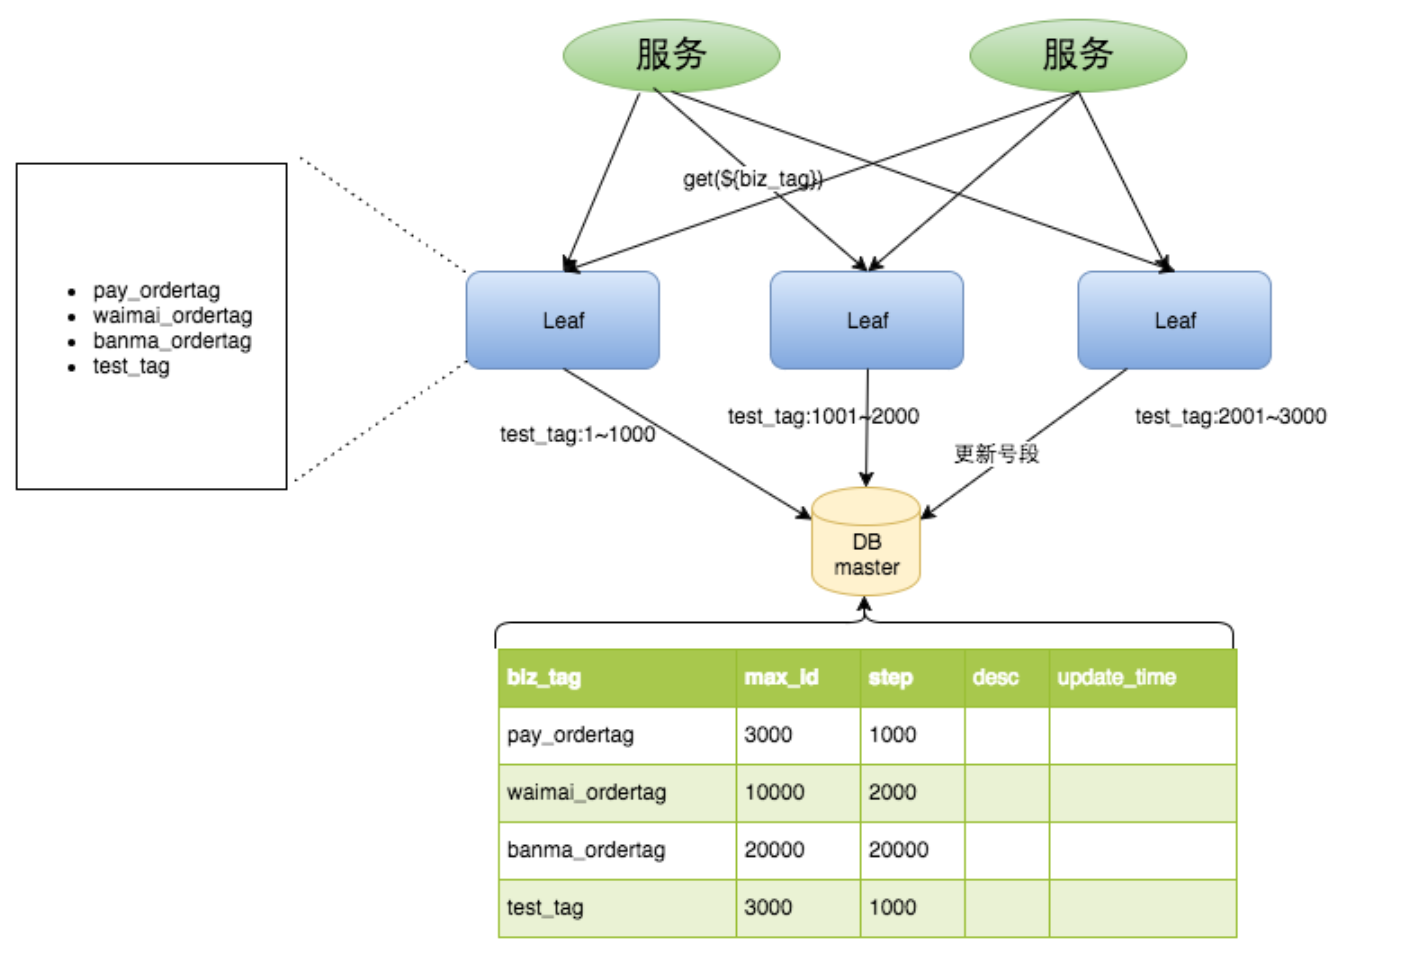 服务
服务
get(${biz_tag})
• pay_ordertag
• waimai_ordertag
• banma_ordertag
• test_tag
Leaf
Leaf
Leaf
test_tag:1~1000
test_tag:1001~2000
test_tag:2001~3000
更新号段
DB
master
biz_tag max_id step desc update_time
pay_ordertag 3000 1000
waimai_ordertag 10000 2000
banma_ordertag 20000 20000
test_tag 3000 1000